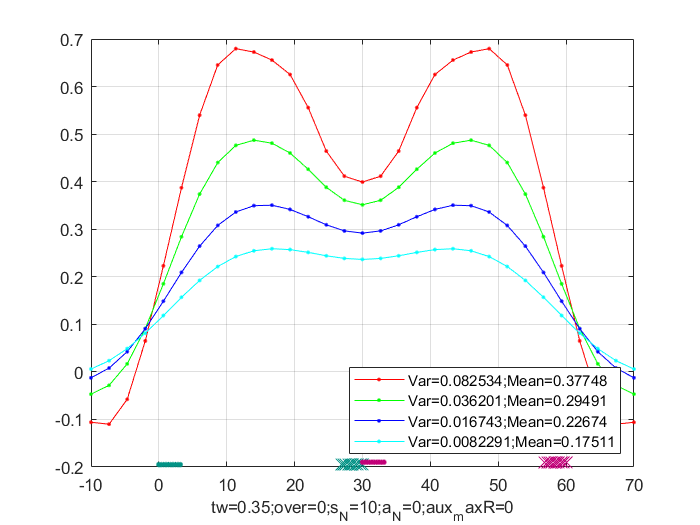 0.7
0.6
0.5
0.4
0.3
0.2
0.1
0
-0.1
-0.2
Var=0.082534;Mean=0.37748
Var=0.036201;Mean=0.29491
Var=0.016743;Mean=0.22674
Var=0.0082291;Mean=0.17511
-10 0 10 20 30 40 50 60 70
tw=0.35;over=0;s_N=10;a_N=0;aux_maxR=0